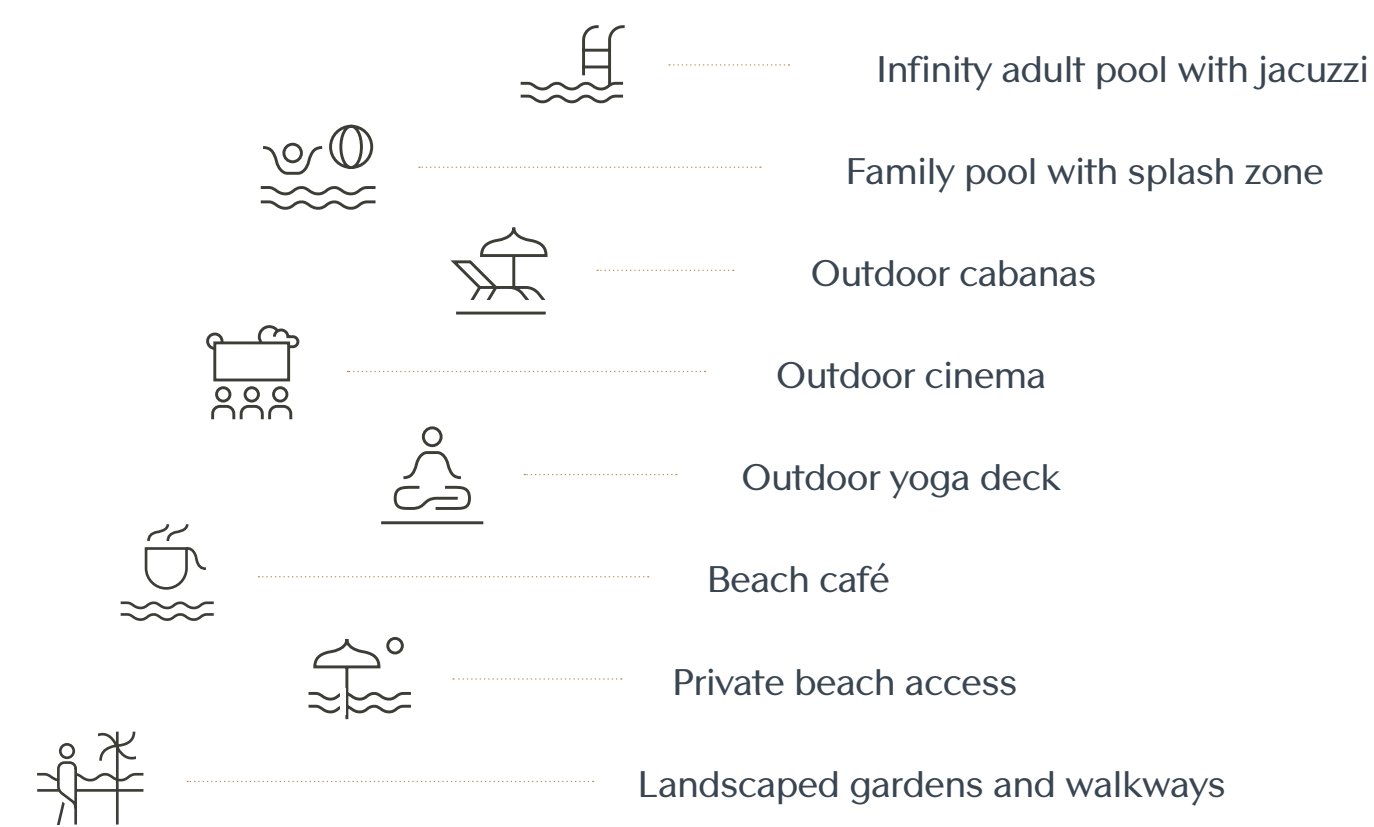 Infinity adult pool with jacuzzi
Family pool with splash zone
Outdoor cabanas
Outdoor cinema
Outdoor yoga deck
Beach café
Private beach access
Landscaped gardens and walkways